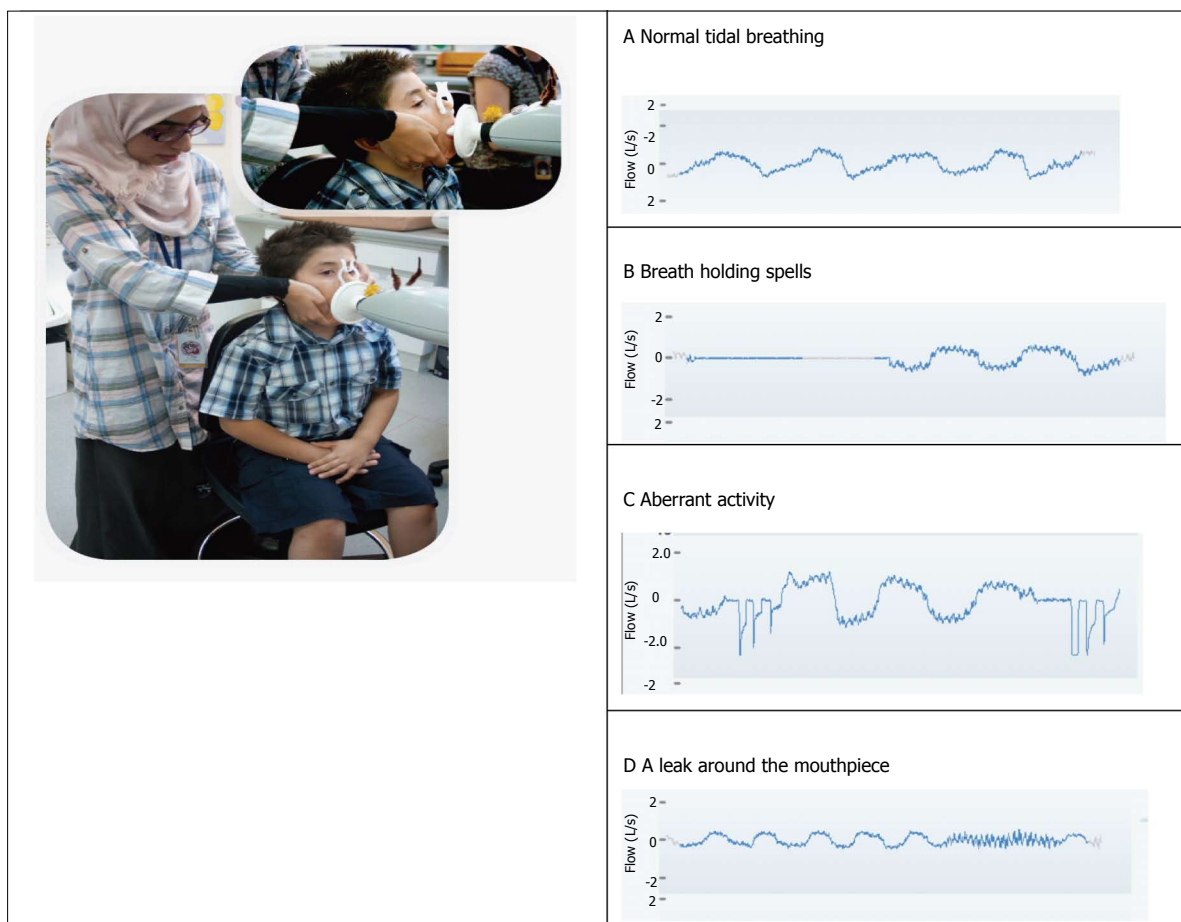 A Normal tidal breathing
2
-2
0
2
Flow (L/s)
B Breath holding spells
2
0
-2
2
Flow (L/s)
C Aberrant activity
2.0
0
-2.0
-2
Flow (L/s)
D A leak around the mouthpiece
2
0
-2
2
Flow (L/s)